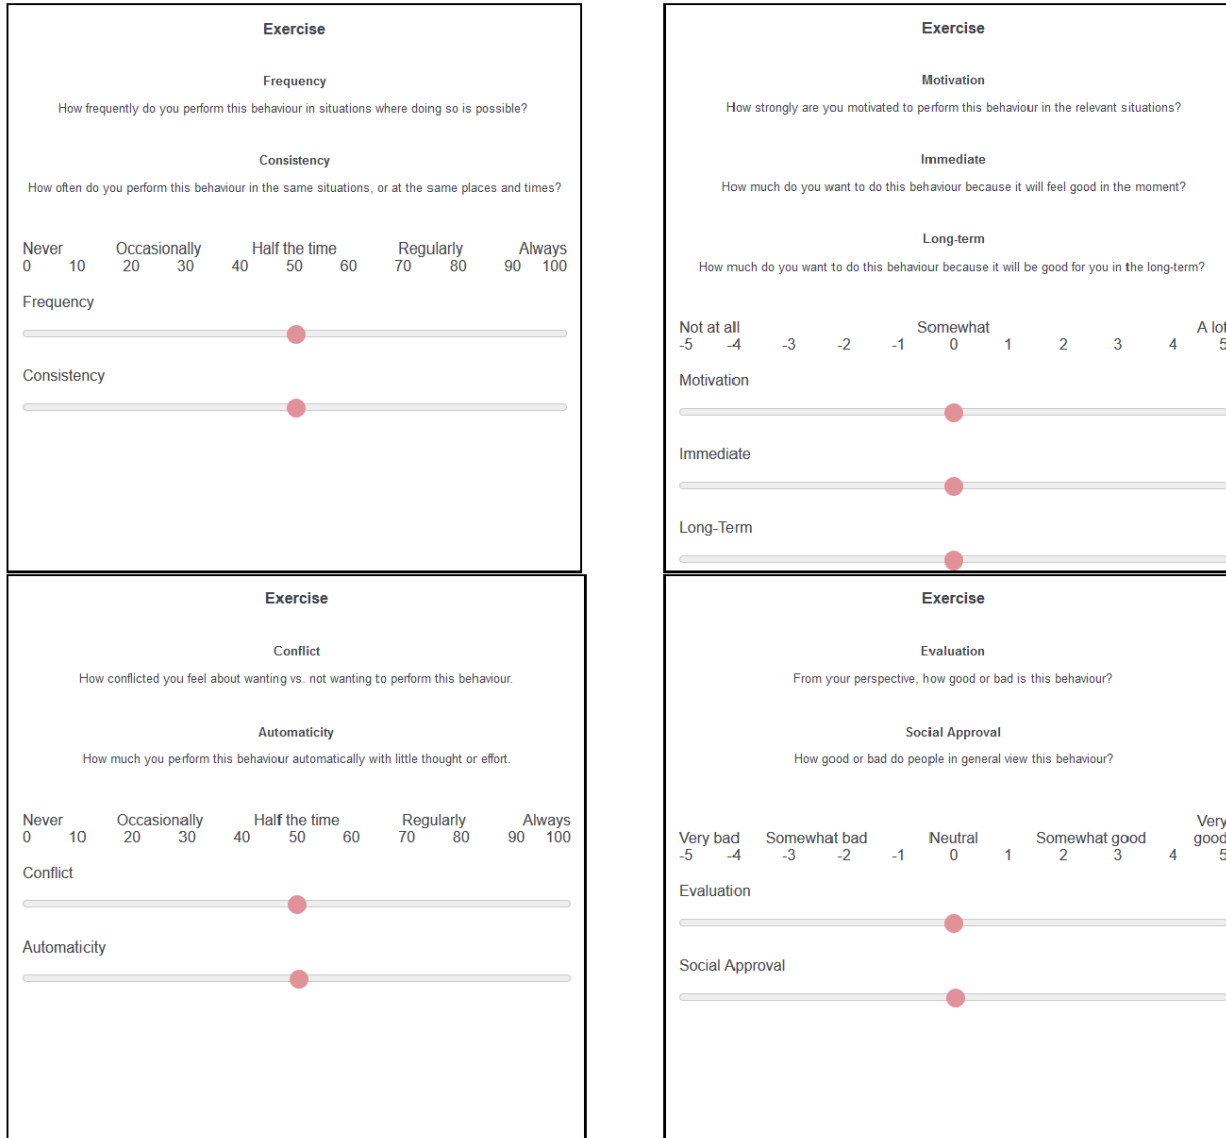 Exercise
Frequency
How frequently do you perform this behaviour in situations where doing so is possible?
Consistency
How often do you perform this behaviour in the same situations, or at the same places and times?
Never Occasionally Half the time Regularly Always
0 10 20 30 40 50 60 70 80 90 100
Frequency
Consistency
Exercise
Motivation
How strongly are you motivated to perform this behaviour in the relevant situations?
Immediate
How much do you want to do this behaviour because it will feel good in the moment?
Long-term
How much do you want to do this behaviour because it will be good for you in the long-term?
Not at all Somewhat A lot
-5 -4 -3 -2 -1 0 1 2 3 4 5
Motivation
Immediate
Long-Term
Exercise
Conflict
How conflicted you feel about wanting vs. not wanting to perform this behaviour.
Automaticity
How much you perform this behaviour automatically with little thought or effort.
Never Occasionally Half the time Regularly Always
0 10 20 30 40 50 60 70 80 90 100
Conflict
Automaticity
Exercise
Evaluation
From your perspective, how good or bad is this behaviour?
Social Approval
How good or bad do people in general view this behaviour?
Very bad Somewhat bad Neutral Somewhat good Very good
-5 -4 -3 -2 -1 0 1 2 3 4 5
Evaluation
Social Approval